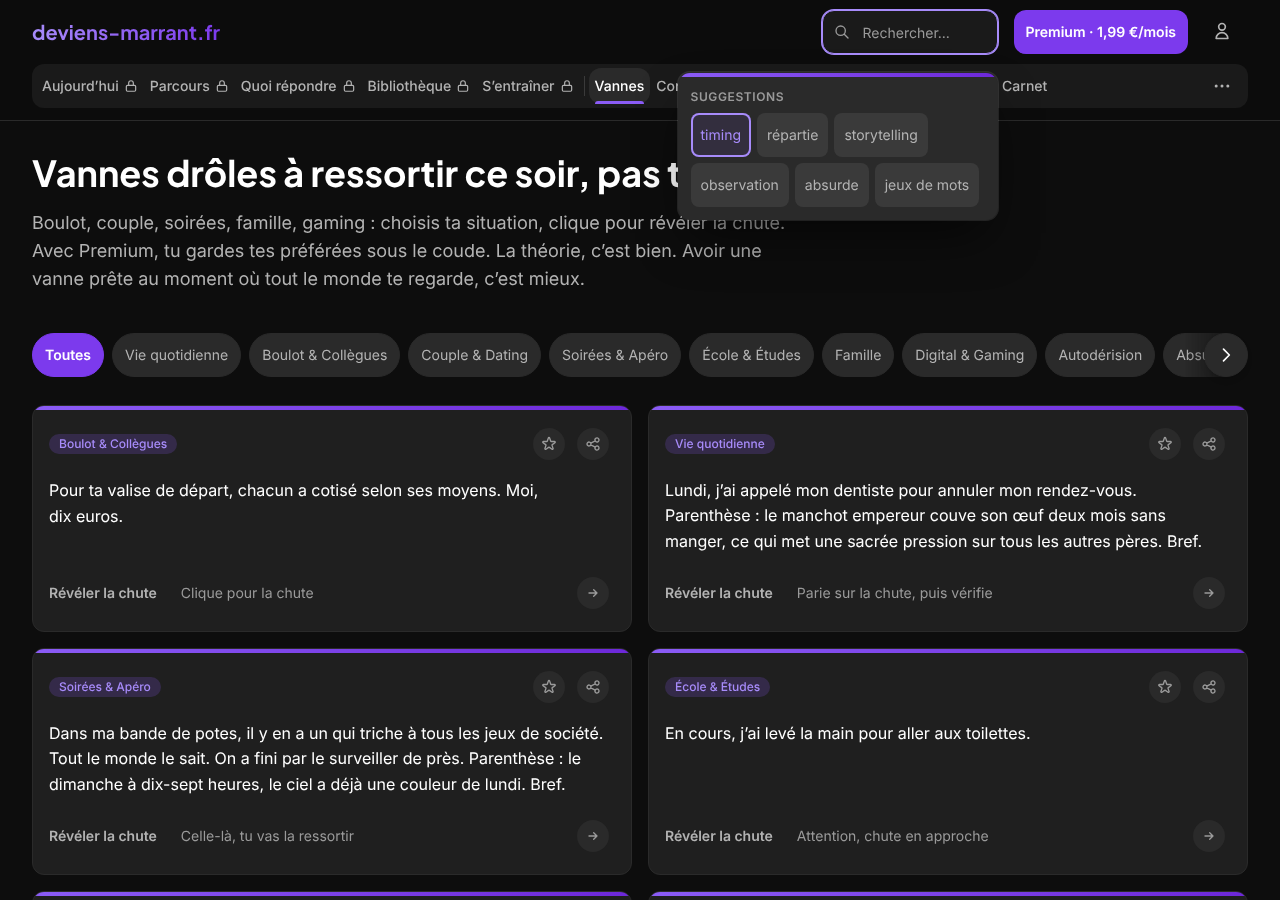 deviens-marrant.fr
Rechercher...
Premium · 1,99 €/mois
Aujourd’hui
Parcours
Quoi répondre
Bibliothèque
S’entraîner
Vannes
Carnet
SUGGESTIONS
timing
répartie
storytelling
observation
absurde
jeux de mots
Vannes drôles à ressortir ce soir, pas
Boulot, couple, soirées, famille, gaming : choisis ta situation, clique pour révéler la chute.
Avec Premium, tu gardes tes préférées sous le coude. La théorie, c’est bien. Avoir une
vanne prête au moment où tout le monde te regarde, c’est mieux.
Toutes
Vie quotidienne
Boulot & Collègues
Couple & Dating
Soirées & Apéro
École & Études
Famille
Digital & Gaming
Autodérision
Boulot & Collègues
Pour ta valise de départ, chacun a cotisé selon ses moyens. Moi,
dix euros.
Révéler la chute
Clique pour la chute
Vie quotidienne
Lundi, j’ai appelé mon dentiste pour annuler mon rendez-vous.
Parenthèse : le manchot empereur couve son œuf deux mois sans
manger, ce qui met une sacrée pression sur tous les autres pères. Bref.
Révéler la chute
Parie sur la chute, puis vérifie
Soirées & Apéro
Dans ma bande de potes, il y en a un qui triche à tous les jeux de société.
Tout le monde le sait. On a fini par le surveiller de près. Parenthèse : le
dimanche à dix-sept heures, le ciel a déjà une couleur de lundi. Bref.
Révéler la chute
Celle-là, tu vas la ressortir
École & Études
En cours, j’ai levé la main pour aller aux toilettes.
Révéler la chute
Attention, chute en approche